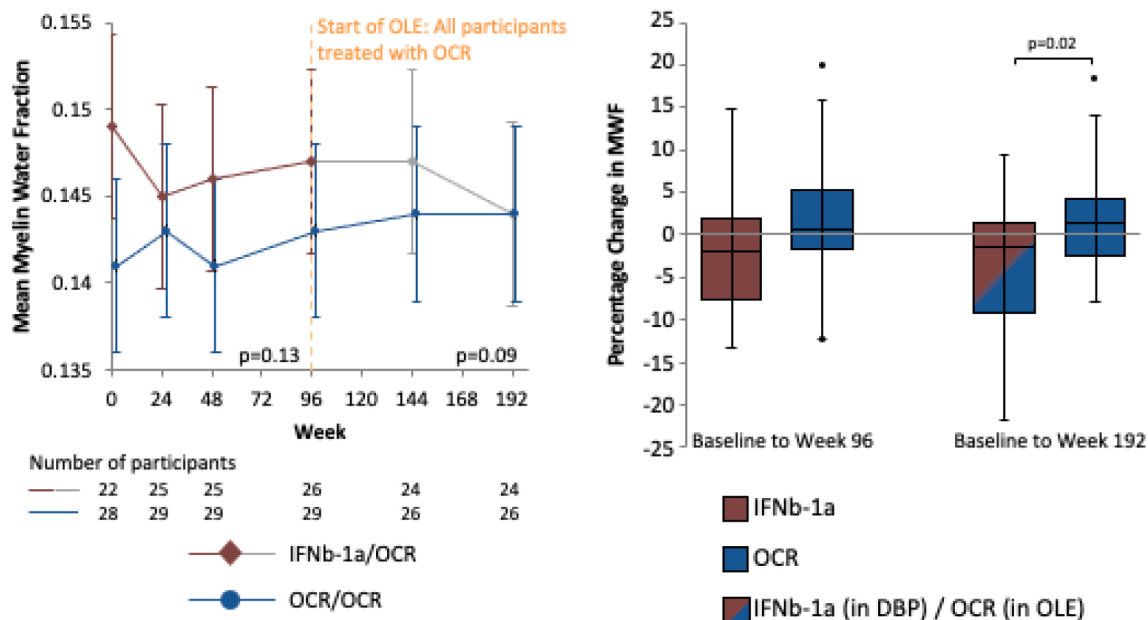 Mean Myelin Water Fraction
0.155
0.15
0.145
0.14
0.135
Start of OLE: All participants
treated with OCR
p=0.13
p=0.09
0 24 48 72 96 120 144 168 192
Week
Number of participants
22 25 25 26 24 24
28 29 29 29 26 26
IFNb-1a/OCR
OCR/OCR
Percentage Change in MWF
25
20
15
10
5
0
-5
-10
-15
-20
-25
p=0.02
Baseline to Week 96
Baseline to Week 192
IFNb-1a
OCR
IFNb-1a (in DBP) / OCR (in OLE)